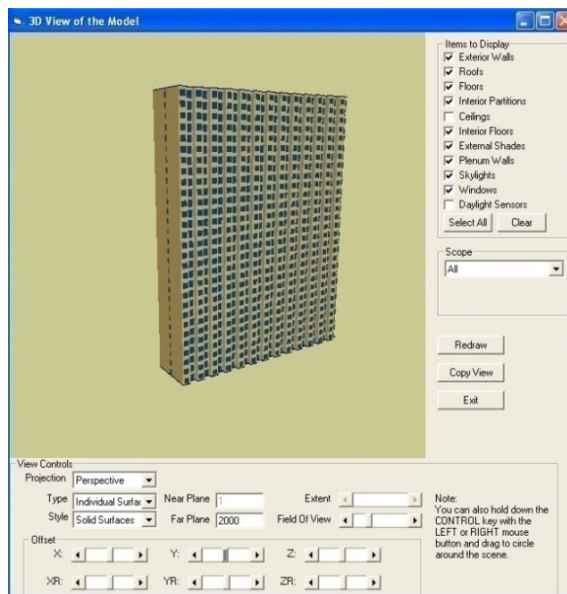 3D View of the Model
Items to Display
Exterior Walls
Roofs
Floors
Interior Partitions
Ceilings
Interior Floors
External Shades
Plenum Walls
Skylights
Windows
Daylight Sensors
Select All Clear
Scope
All
Redraw
Copy View
Exit
View Controls
Projection Perspective
Type Individual Surfac Near Plane 1 Extent
Style Solid Surfaces Far Plane 2000 Field Of View
Note:
You can also hold down the
CONTROL key with the
LEFT or RIGHT mouse
button and drag to circle
around the scene.
Offset
X: Y: Z:
XR: YR: ZR: